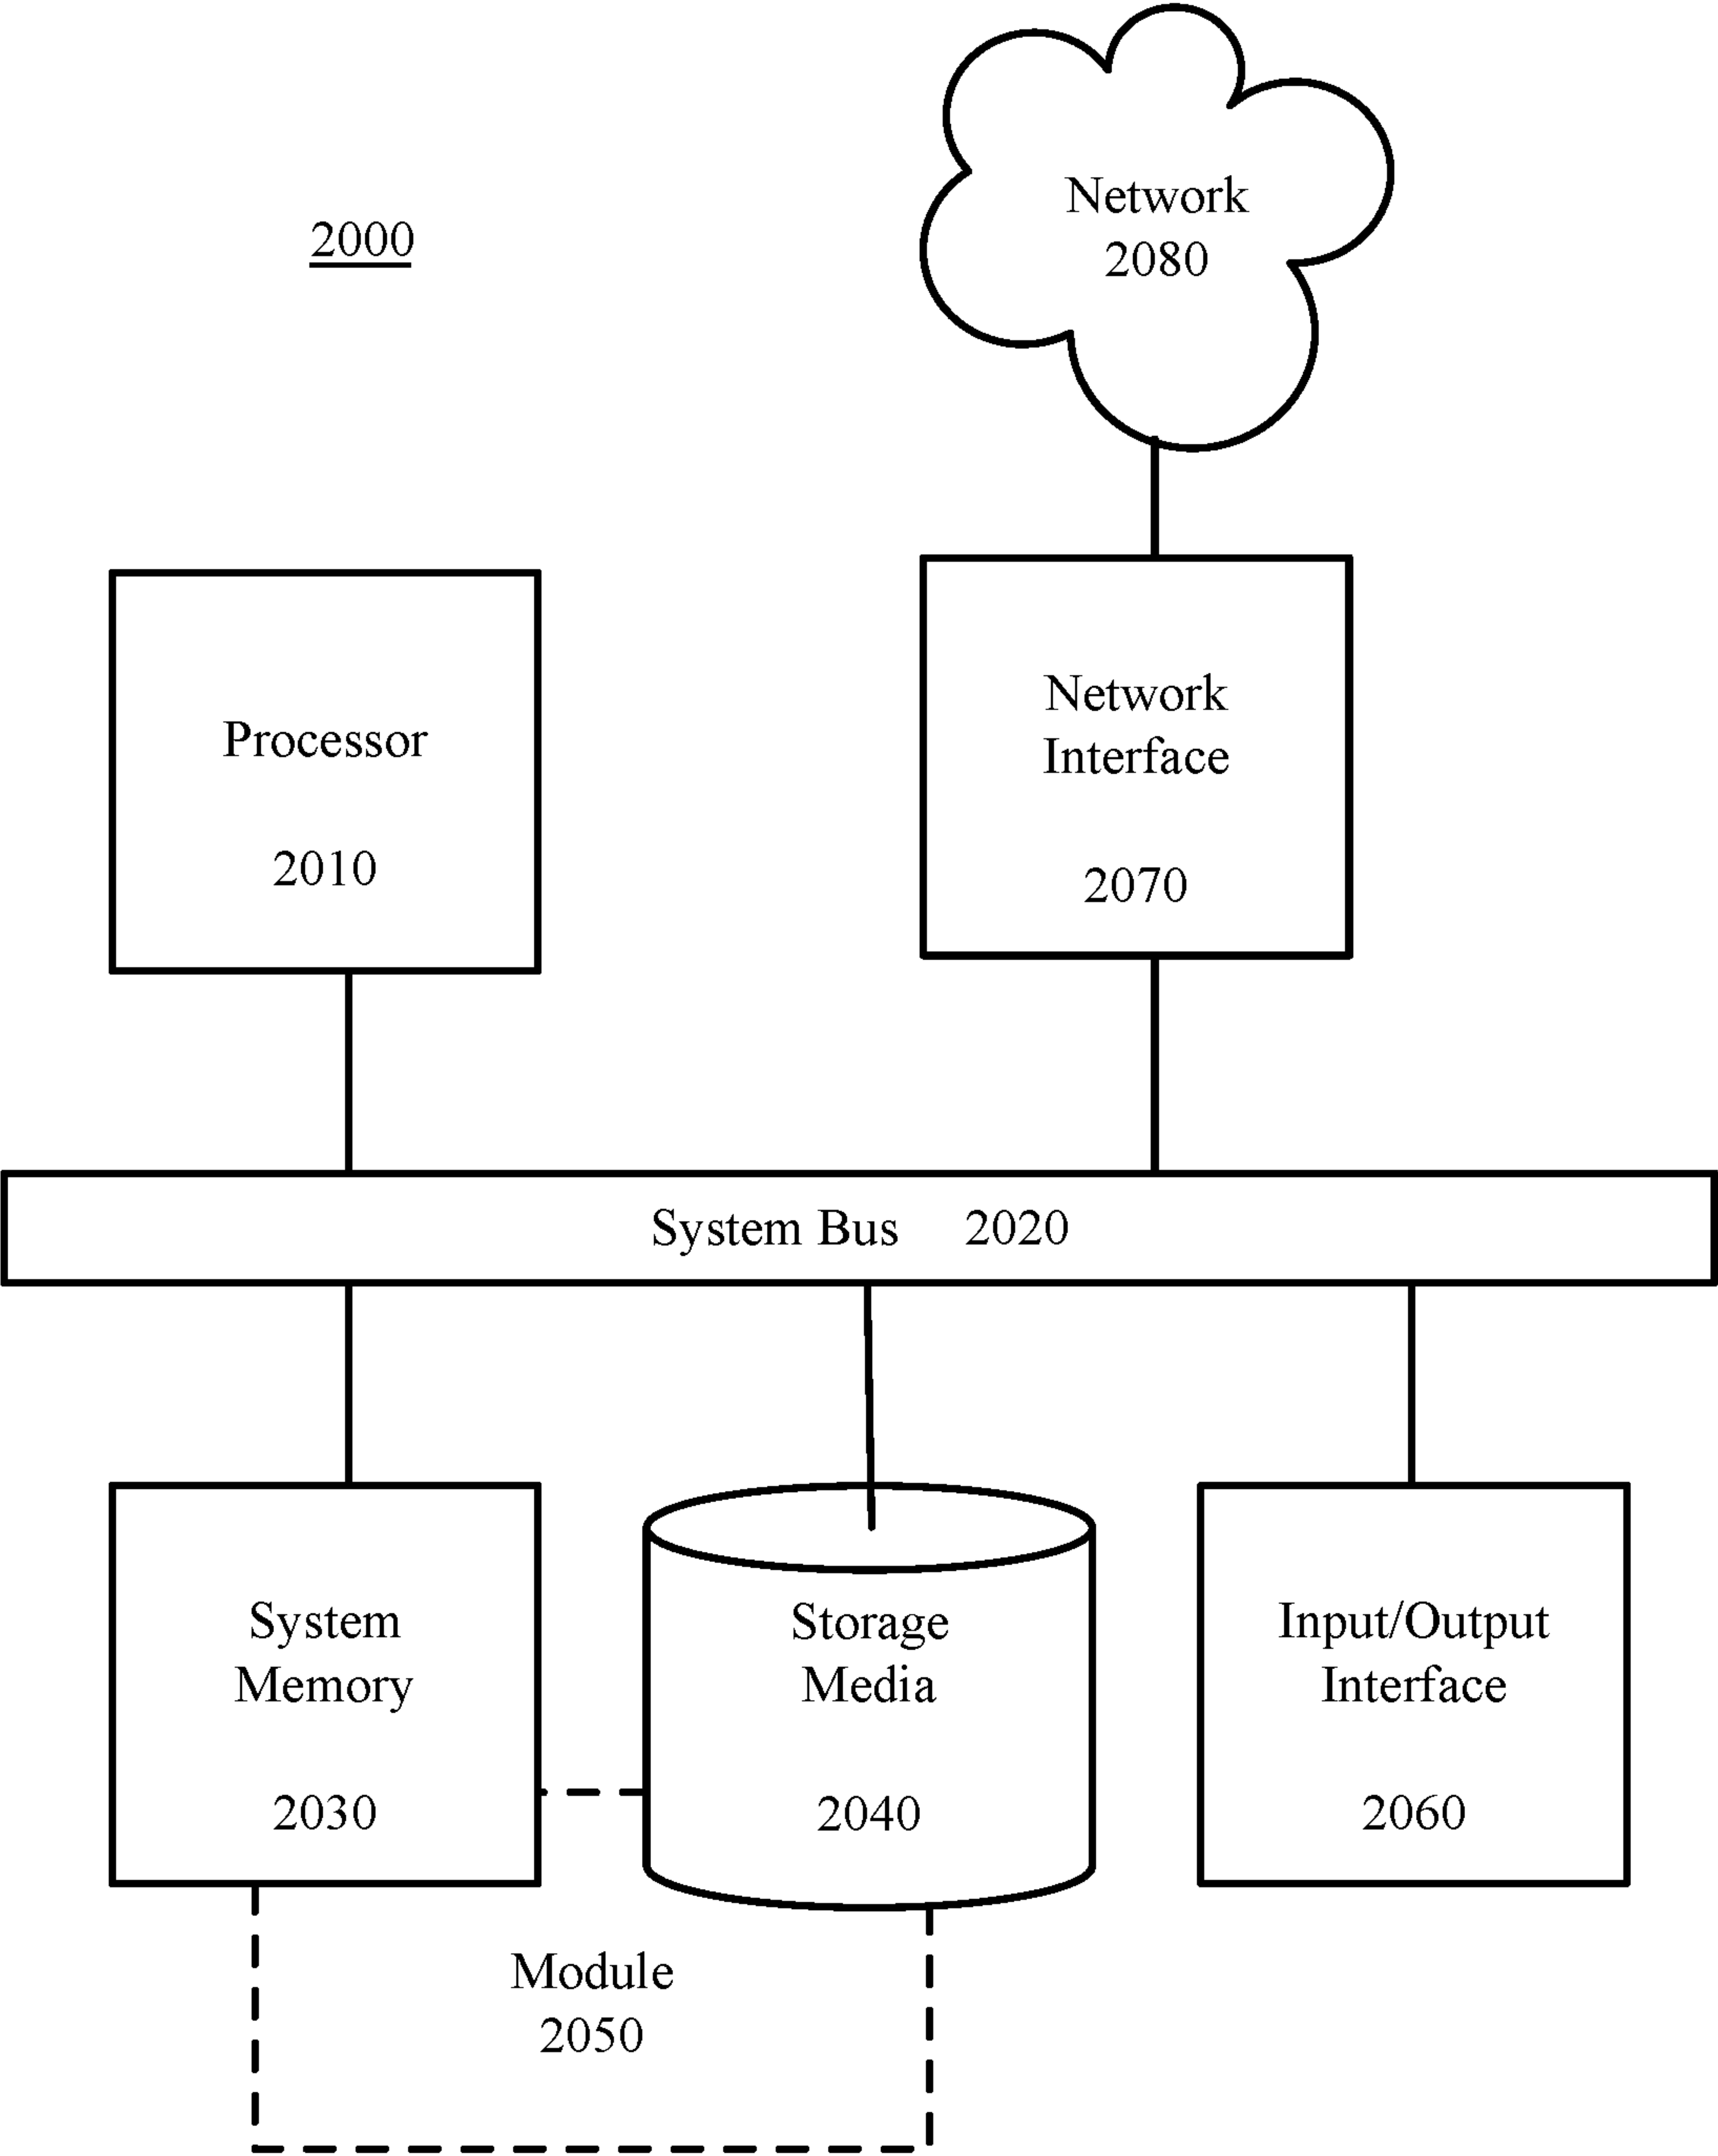 2000
Network
2080
Processor
2010
Network
Interface
2070
System Bus 2020
System
Memory
2030
Storage
Media
2040
Input/Output
Interface
2060
Module
2050